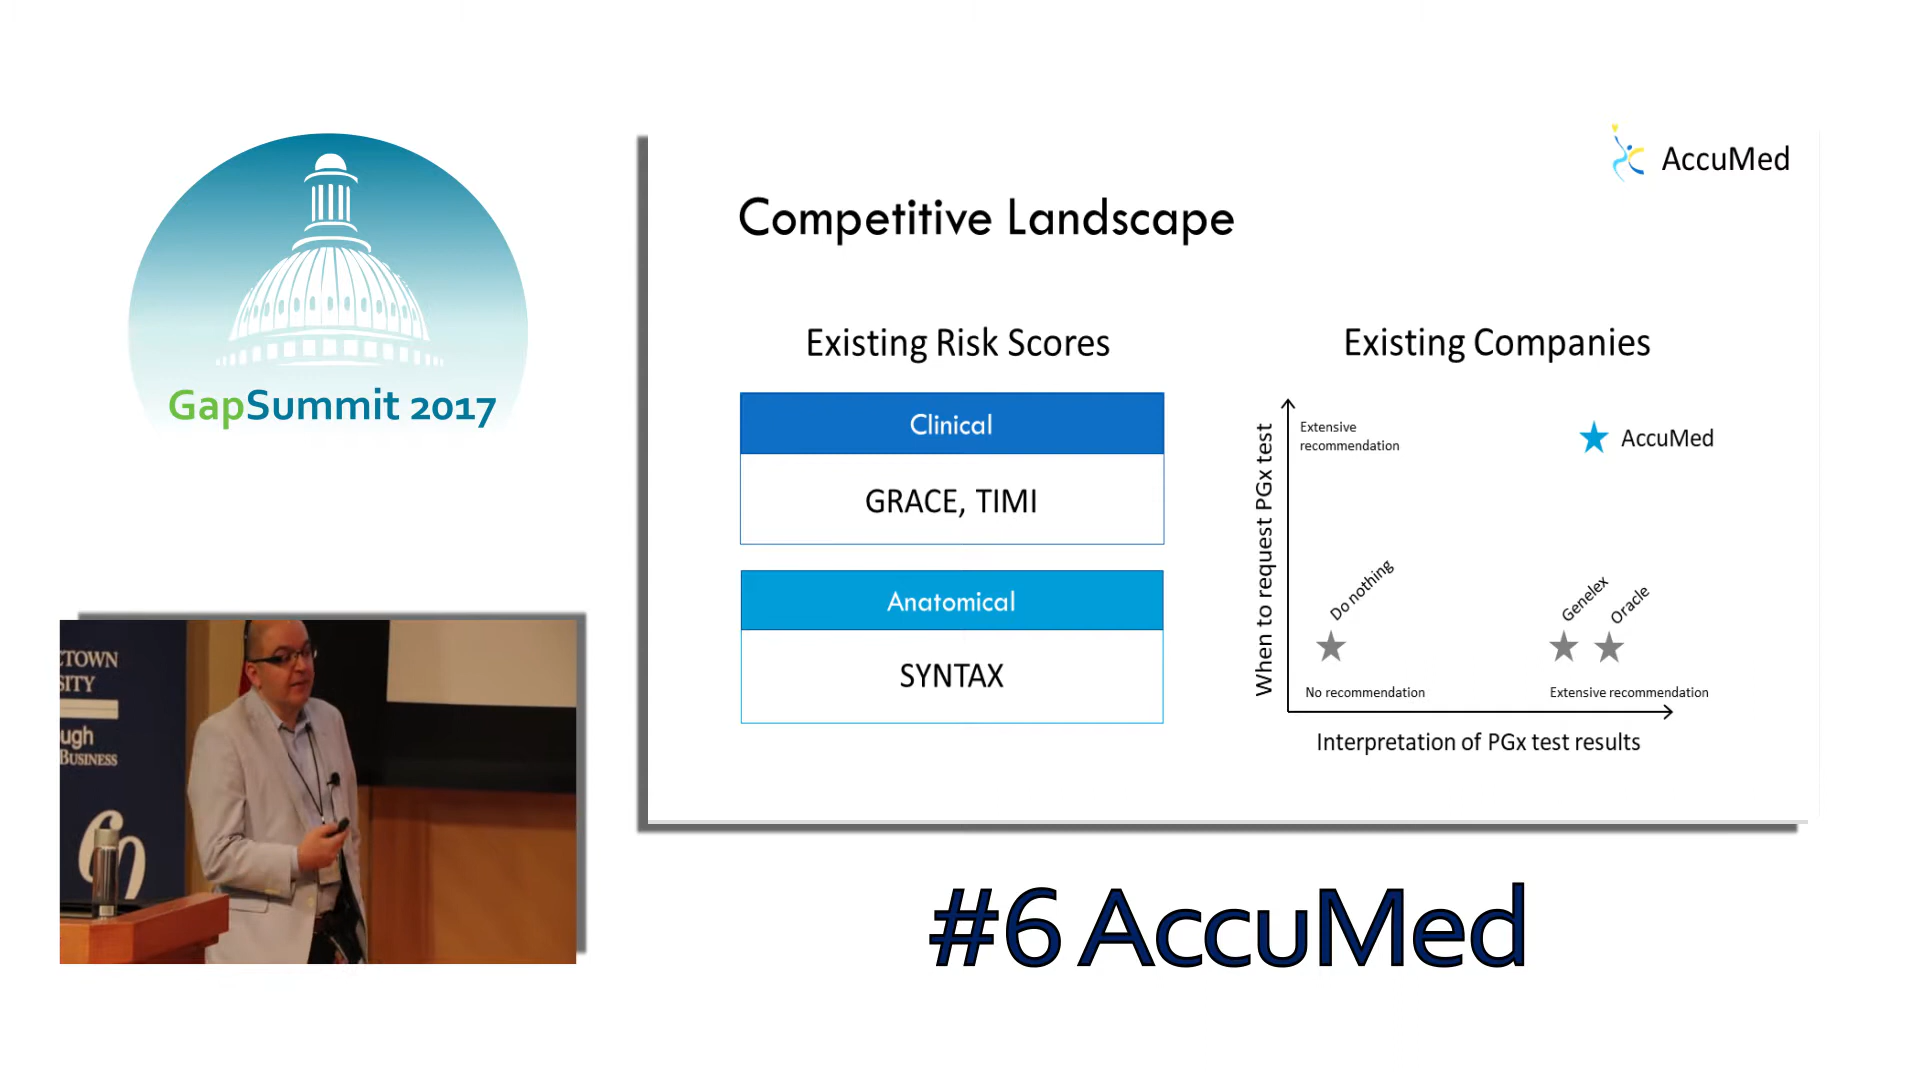 GapSummit 2017
AccuMed
Competitive Landscape
Existing Risk Scores
Clinical
GRACE, TIMI
Anatomical
SYNTAX
Existing Companies
When to request PGx test
Extensive
recommendation
AccuMed
Do nothing
Genelex
Oracle
No recommendation
Extensive recommendation
Interpretation of PGx test results
TOWN
SITY
ugh
BUSINESS
#6 AccuMed